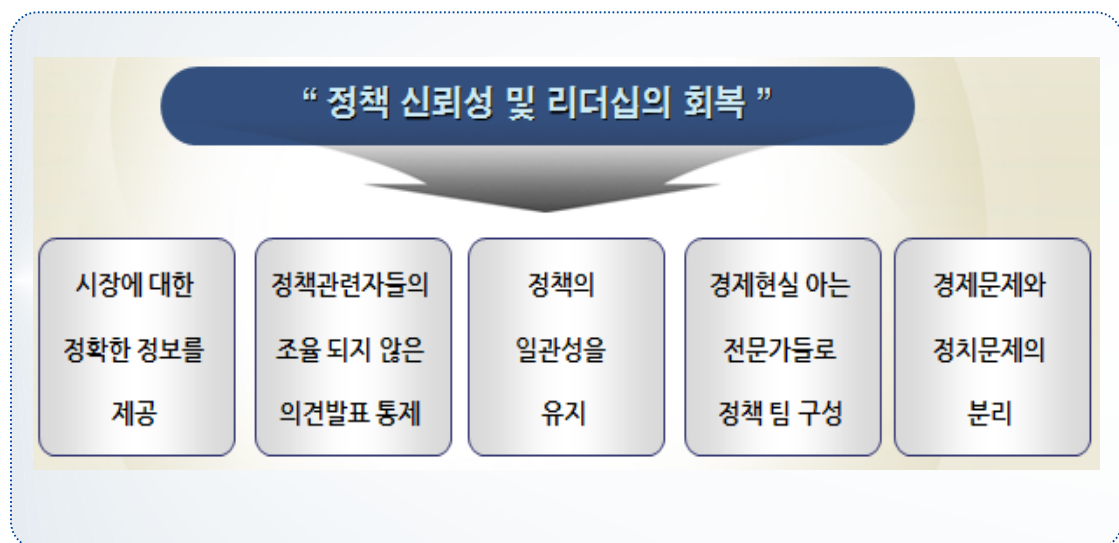 “ 정책 신뢰성 및 리더십의 회복 ”
시장에 대한
정확한 정보를
제공
정책관련자들의
조율 되지 않은
의견발표 통제
정책의
일관성을
유지
경제현실 아는
전문가들로
정책 팀 구성
경제문제와
정치문제의
분리